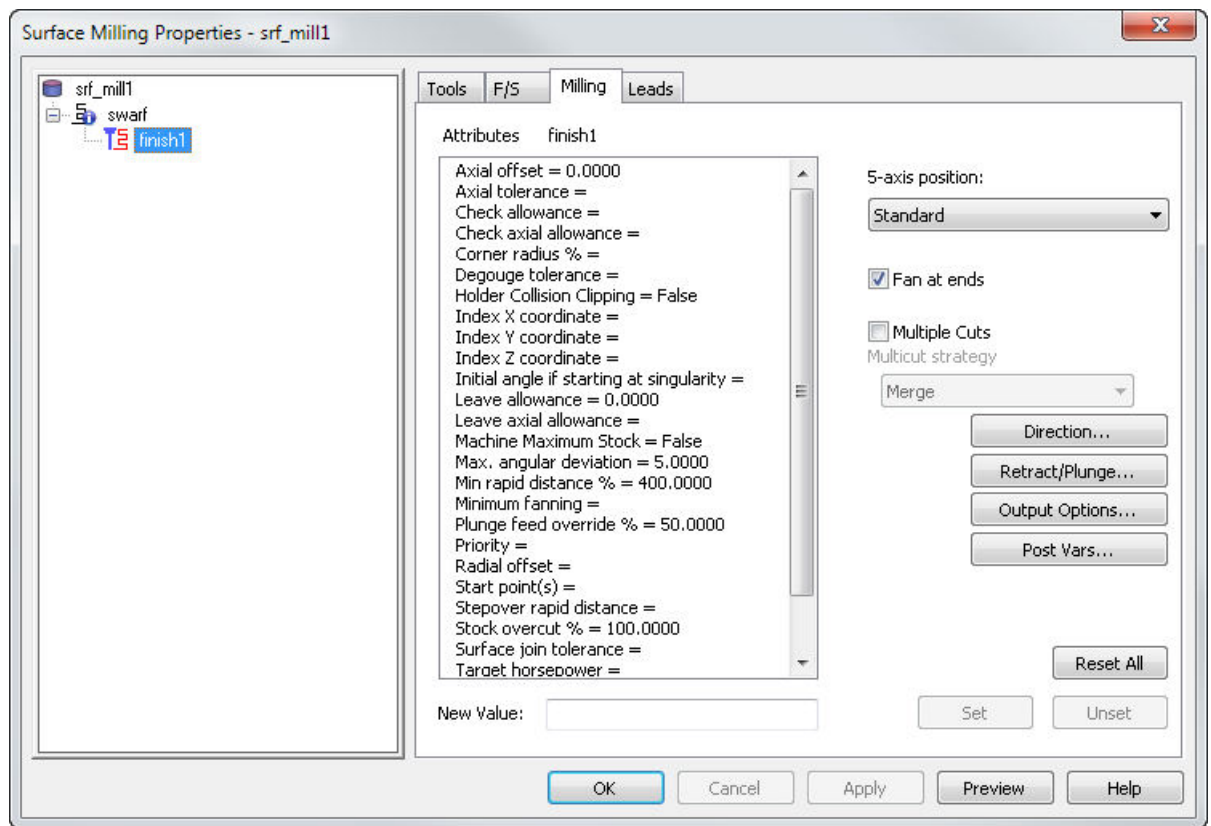 Surface Milling Properties - srf_mill1
srf_mill1
swarf
finish1
Tools F/S Milling Leads
Attributes finish1
Axial offset = 0.0000
Axial tolerance =
Check allowance =
Check axial allowance =
Corner radius % =
Degouge tolerance =
Holder Collision Clipping = False
Index X coordinate =
Index Y coordinate =
Index Z coordinate =
Initial angle if starting at singularity =
Leave allowance = 0.0000
Leave axial allowance =
Machine Maximum Stock = False
Max. angular deviation = 5.0000
Min rapid distance % = 400.0000
Minimum fanning =
Plunge feed override % = 50.0000
Priority =
Radial offset =
Start point(s) =
Stepover rapid distance =
Stock overcut % = 100.0000
Surface join tolerance =
Target horsepower =
New Value:
5-axis position:
Standard
Fan at ends
Multiple Cuts
Multicut strategy
Merge
Direction...
Retract/Plunge...
Output Options...
Post Vars...
Reset All
Set Unset
OK Cancel Apply Preview Help